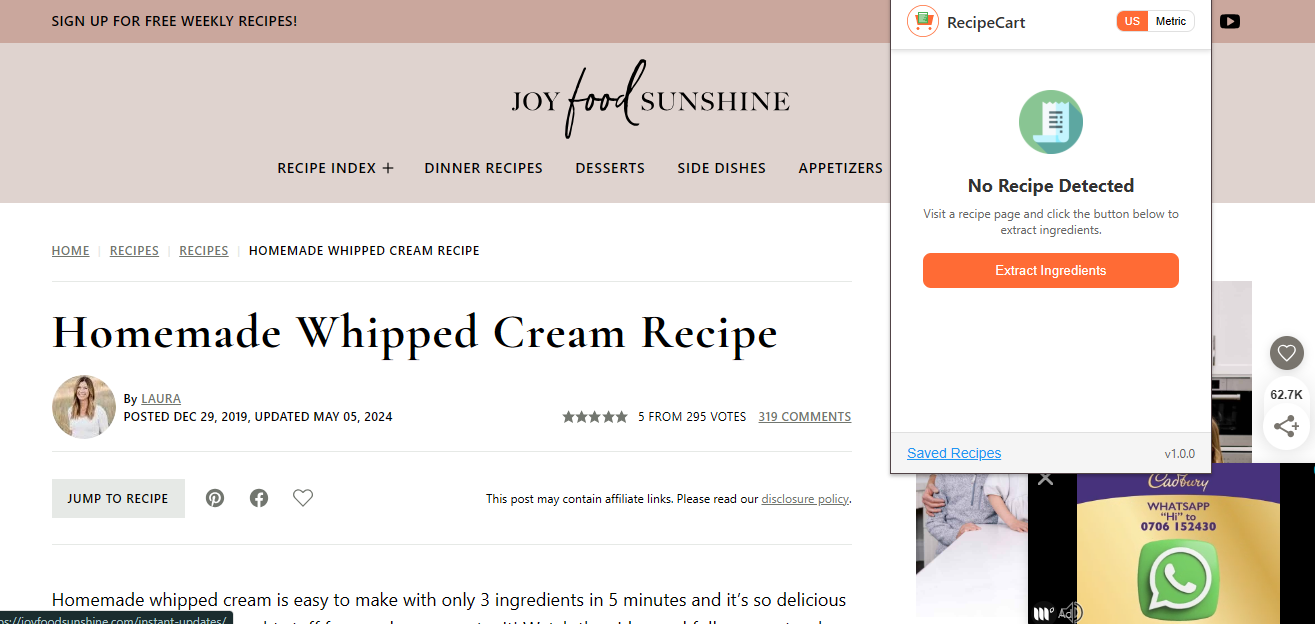 SIGN UP FOR FREE WEEKLY RECIPES!
JOY food SUNSHINE
RECIPE INDEX +
DINNER RECIPES
DESSERTS
SIDE DISHES
APPETIZERS
HOME | RECIPES | RECIPES | HOMEMADE WHIPPED CREAM RECIPE
Homemade Whipped Cream Recipe
By LAURA
POSTED DEC 29, 2019, UPDATED MAY 05, 2024
5 FROM 295 VOTES
319 COMMENTS
JUMP TO RECIPE
This post may contain affiliate links. Please read our disclosure policy.
Homemade whipped cream is easy to make with only 3 ingredients in 5 minutes and it's so delicious
ps://joyfoodsunshine.com/instant-updates/
RecipeCart
US
Metric
No Recipe Detected
Visit a recipe page and click the button below to
extract ingredients.
Extract Ingredients
Saved Recipes
v1.0.0
62.7K
Cadbury
WHATSAPP
"Hi" to
0706 152430
Ad